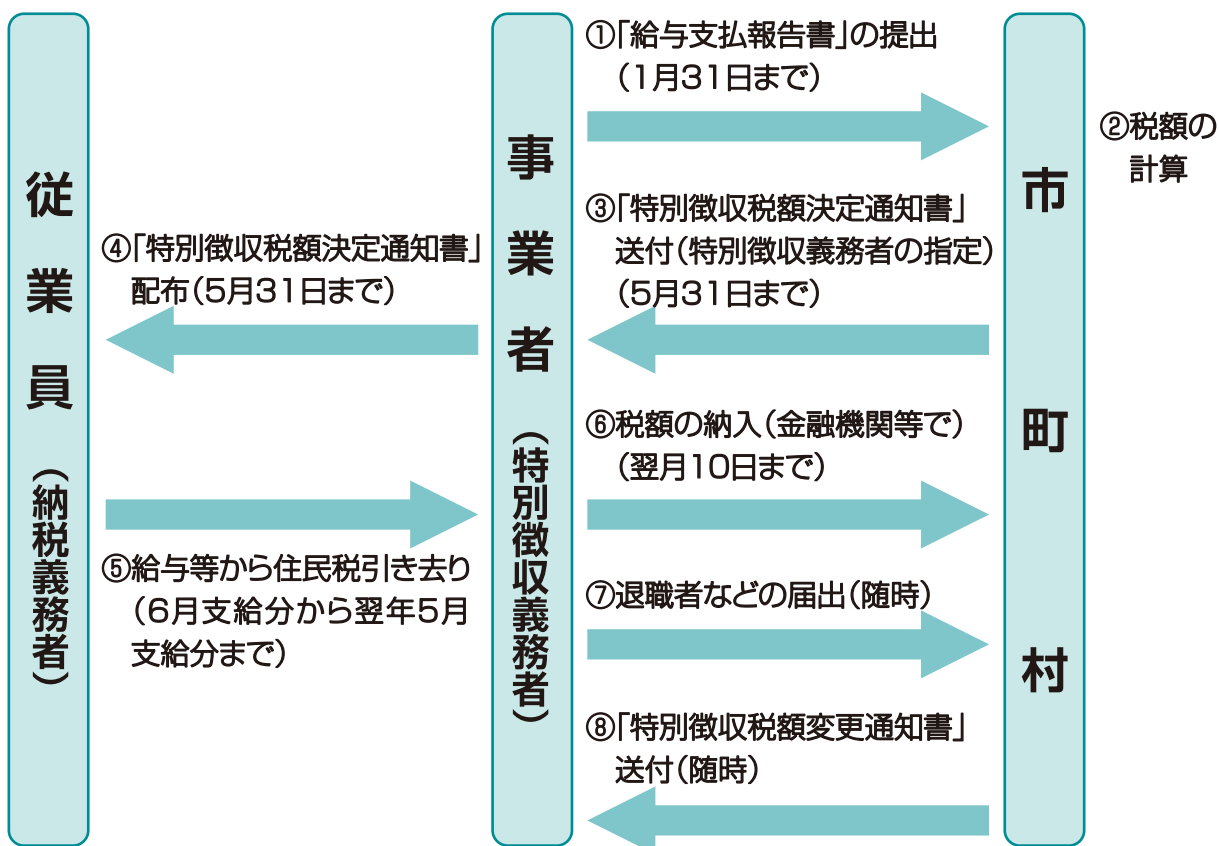 従業員(納税義務者)
事業者(特別徴収義務者)
市町村
①「給与支払報告書」の提出
(1月31日まで)
②税額の
計算
③「特別徴収税額決定通知書」
送付(特別徴収義務者の指定)
(5月31日まで)
④「特別徴収税額決定通知書」
配布(5月31日まで)
⑤給与等から住民税引き去り
(6月支給分から翌年5月
支給分まで)
⑥税額の納入(金融機関等で)
(翌月10日まで)
⑦退職者などの届出(随時)
⑧「特別徴収税額変更通知書」
送付(随時)